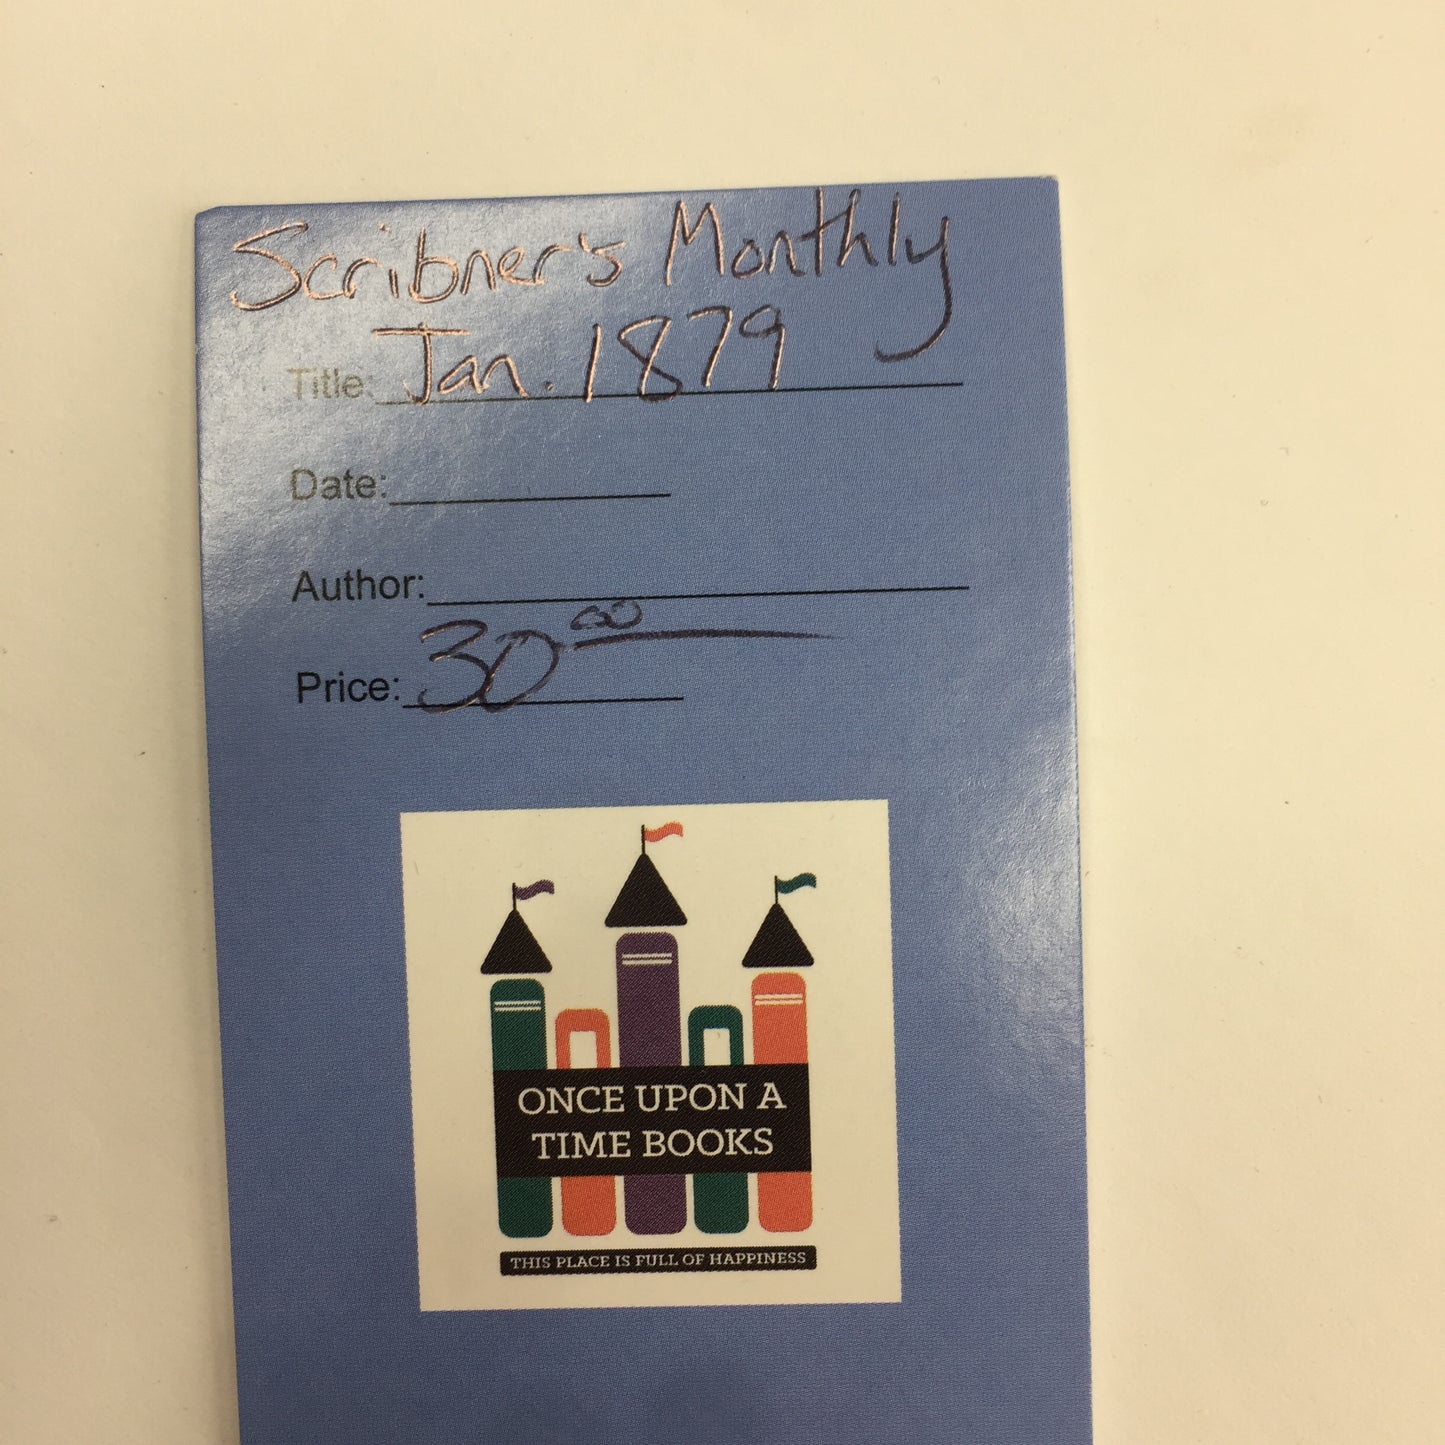 Scribner's Monthly
Jan. 1879
Title:
Date:
Author:
Price: 30 00
ONCE UPON A
TIME BOOKS
THIS PLACE IS FULL OF HAPPINESS